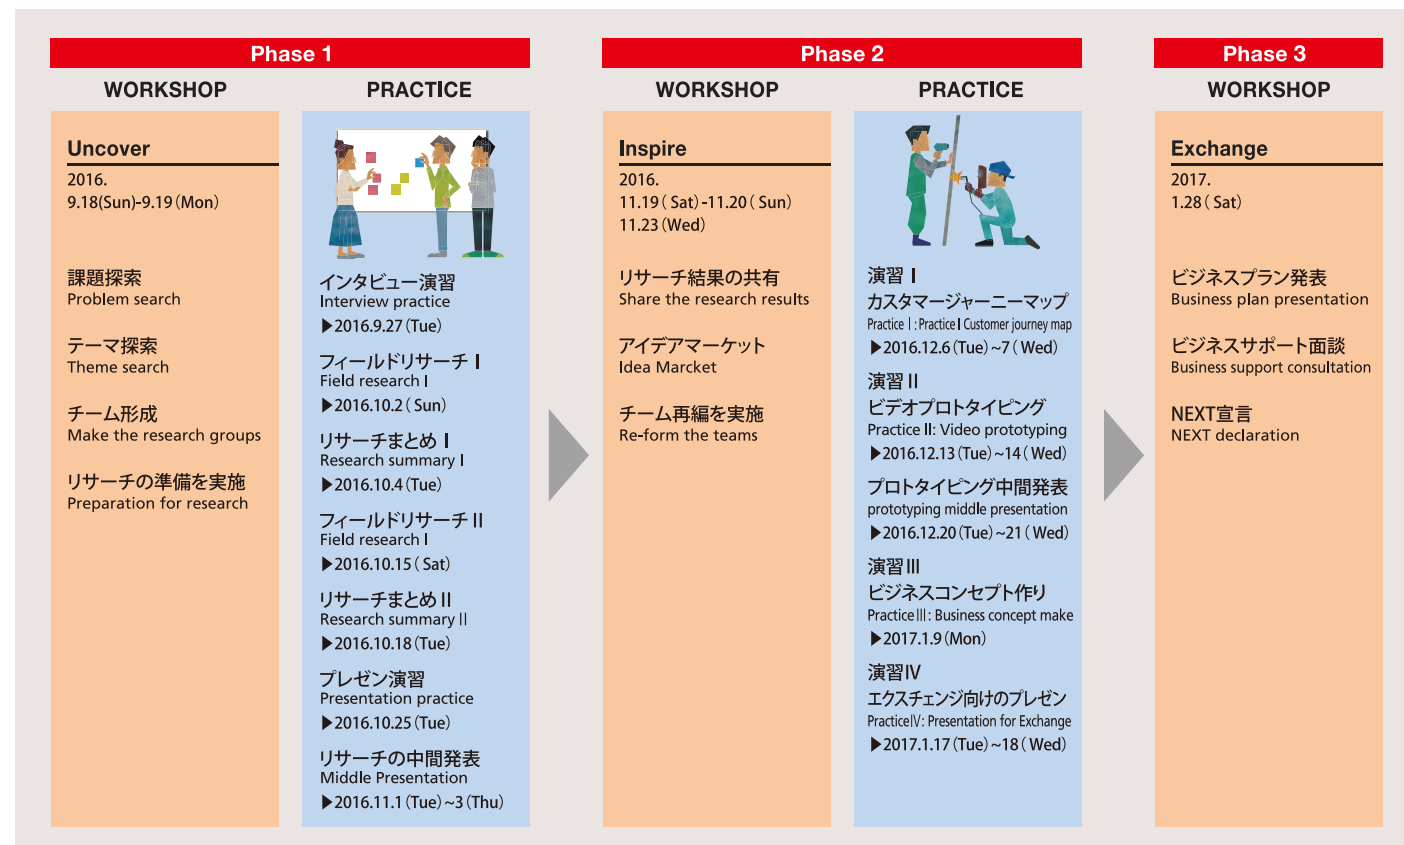 Phase 1
WORKSHOP
Uncover
2016.
9.18(Sun)-9.19(Mon)
課題探索
Problem search
テーマ探索
Theme search
チーム形成
Make the research groups
リサーチの準備を実施
Preparation for research
PRACTICE
インタビュー演習
Interview practice
▶2016.9.27(Tue)
フィールドリサーチⅠ
Field research Ⅰ
▶2016.10.2( Sun)
リサーチまとめⅠ
Research summary Ⅰ
▶2016.10.4(Tue)
フィールドリサーチⅡ
Field research Ⅰ
▶2016.10.15( Sat)
リサーチまとめⅡ
Research summary Ⅱ
▶2016.10.18(Tue)
プレゼン演習
Presentation practice
▶2016.10.25(Tue)
リサーチの中間発表
Middle Presentation
▶2016.11.1(Tue)~3(Thu)
Phase 2
WORKSHOP
Inspire
2016.
11.19( Sat)-11.20( Sun)
11.23(Wed)
リサーチ結果の共有
Share the research results
アイデアマーケット
Idea Marcket
チーム再編を実施
Re-form the teams
PRACTICE
演習Ⅰ
カスタマージャーニーマップ
Practice Ⅰ: Practice Ⅰ Customer journey map
▶2016.12.6(Tue)~7( Wed)
演習Ⅱ
ビデオプロトタイピング
Practice Ⅱ: Video prototyping
▶2016.12.13(Tue)~14( Wed)
プロトタイピング中間発表
prototyping middle presentation
▶2016.12.20(Tue)~21( Wed)
演習Ⅲ
ビジネスコンセプト作り
Practice Ⅲ: Business concept make
▶2017.1.9(Mon)
演習Ⅳ
エクスチェンジ向けのプレゼン
Practice Ⅳ: Presentation for Exchange
▶2017.1.17(Tue)~18( Wed)
Phase 3
WORKSHOP
Exchange
2017.
1.28( Sat)
ビジネスプラン発表
Business plan presentation
ビジネスサポート面談
Business support consultation
NEXT宣言
NEXT declaration